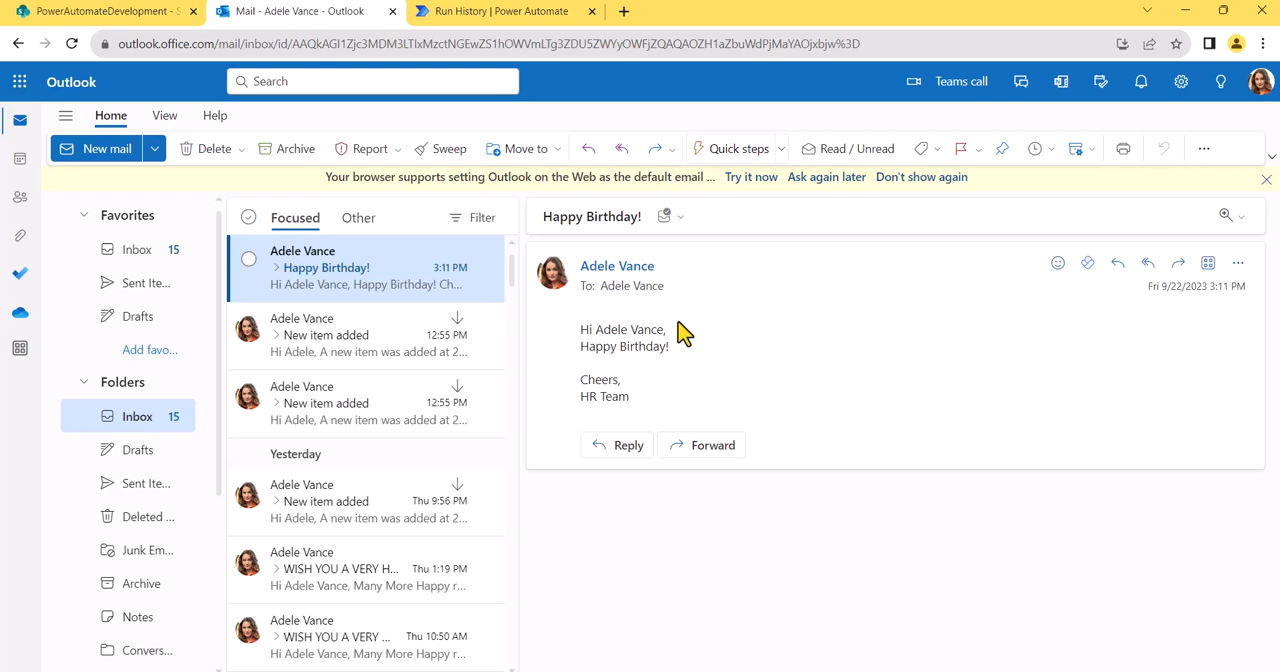 PowerAutomateDevelopment - S
Mail - Adele Vance - Outlook
Run History | Power Automate
outlook.office.com/mail/inbox/id/AAQkAGI1Zjc3MDM3LTIxMzctNGEwZS1hOWVmLTg3ZDU5ZWYyOWFjZQAQAOZH1aZbuWdPjMaYAOjxbjw%3D
Outlook
Search
Teams call
Home
View
Help
New mail
Delete
Archive
Report
Sweep
Move to
Quick steps
Read / Unread
Your browser supports setting Outlook on the Web as the default email ... Try it now Ask again later Don't show again
Favorites
Inbox 15
Sent Ite...
Drafts
Add favo...
Folders
Inbox 15
Drafts
Sent Ite...
Deleted ...
Junk Em...
Archive
Notes
Convers...
Focused
Other
Filter
Adele Vance
Happy Birthday! 3:11 PM
Hi Adele Vance, Happy Birthday! Ch...
Adele Vance
New item added 12:55 PM
Hi Adele, A new item was added at 2...
Adele Vance
New item added 12:55 PM
Hi Adele, A new item was added at 2...
Yesterday
Adele Vance
New item added Thu 9:56 PM
Hi Adele, A new item was added at 2...
Adele Vance
WISH YOU A VERY H... Thu 1:19 PM
Hi Adele Vance, Many More Happy r...
Adele Vance
WISH YOU A VERY ... Thu 10:50 AM
Hi Adele Vance, Many More Happy r...
Happy Birthday!
Adele Vance
To: Adele Vance
Fri 9/22/2023 3:11 PM
Hi Adele Vance,
Happy Birthday!
Cheers,
HR Team
Reply
Forward